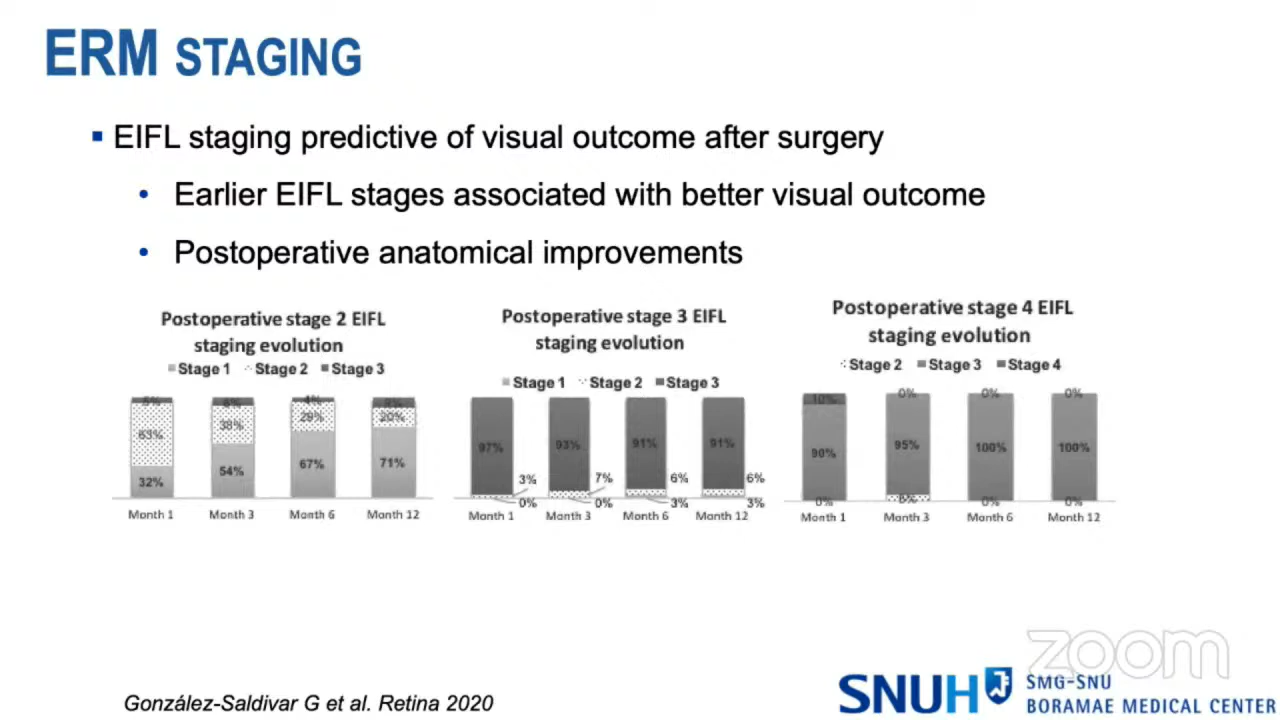 ERM STAGING
EIFL staging predictive of visual outcome after surgery
Earlier EIFL stages associated with better visual outcome
Postoperative anatomical improvements
Postoperative stage 2 EIFL
staging evolution
Stage 1 Stage 2 Stage 3
63% 38% 29% 20%
32% 54% 67% 71%
Month 1 Month 3 Month 6 Month 12
Postoperative stage 3 EIFL
staging evolution
Stage 1 Stage 2 Stage 3
97% 93% 91% 91%
3% 7% 6% 6%
0% 0% 3% 3%
Month 1 Month 3 Month 6 Month 12
Postoperative stage 4 EIFL
staging evolution
Stage 2 Stage 3 Stage 4
10% 0% 0% 0%
90% 95% 100% 100%
0% 0% 0%
Month 1 Month 3 Month 6 Month 12
zoom
González-Saldivar G et al. Retina 2020
SNUH
SMG-SNU
BORAMAE MEDICAL CENTER